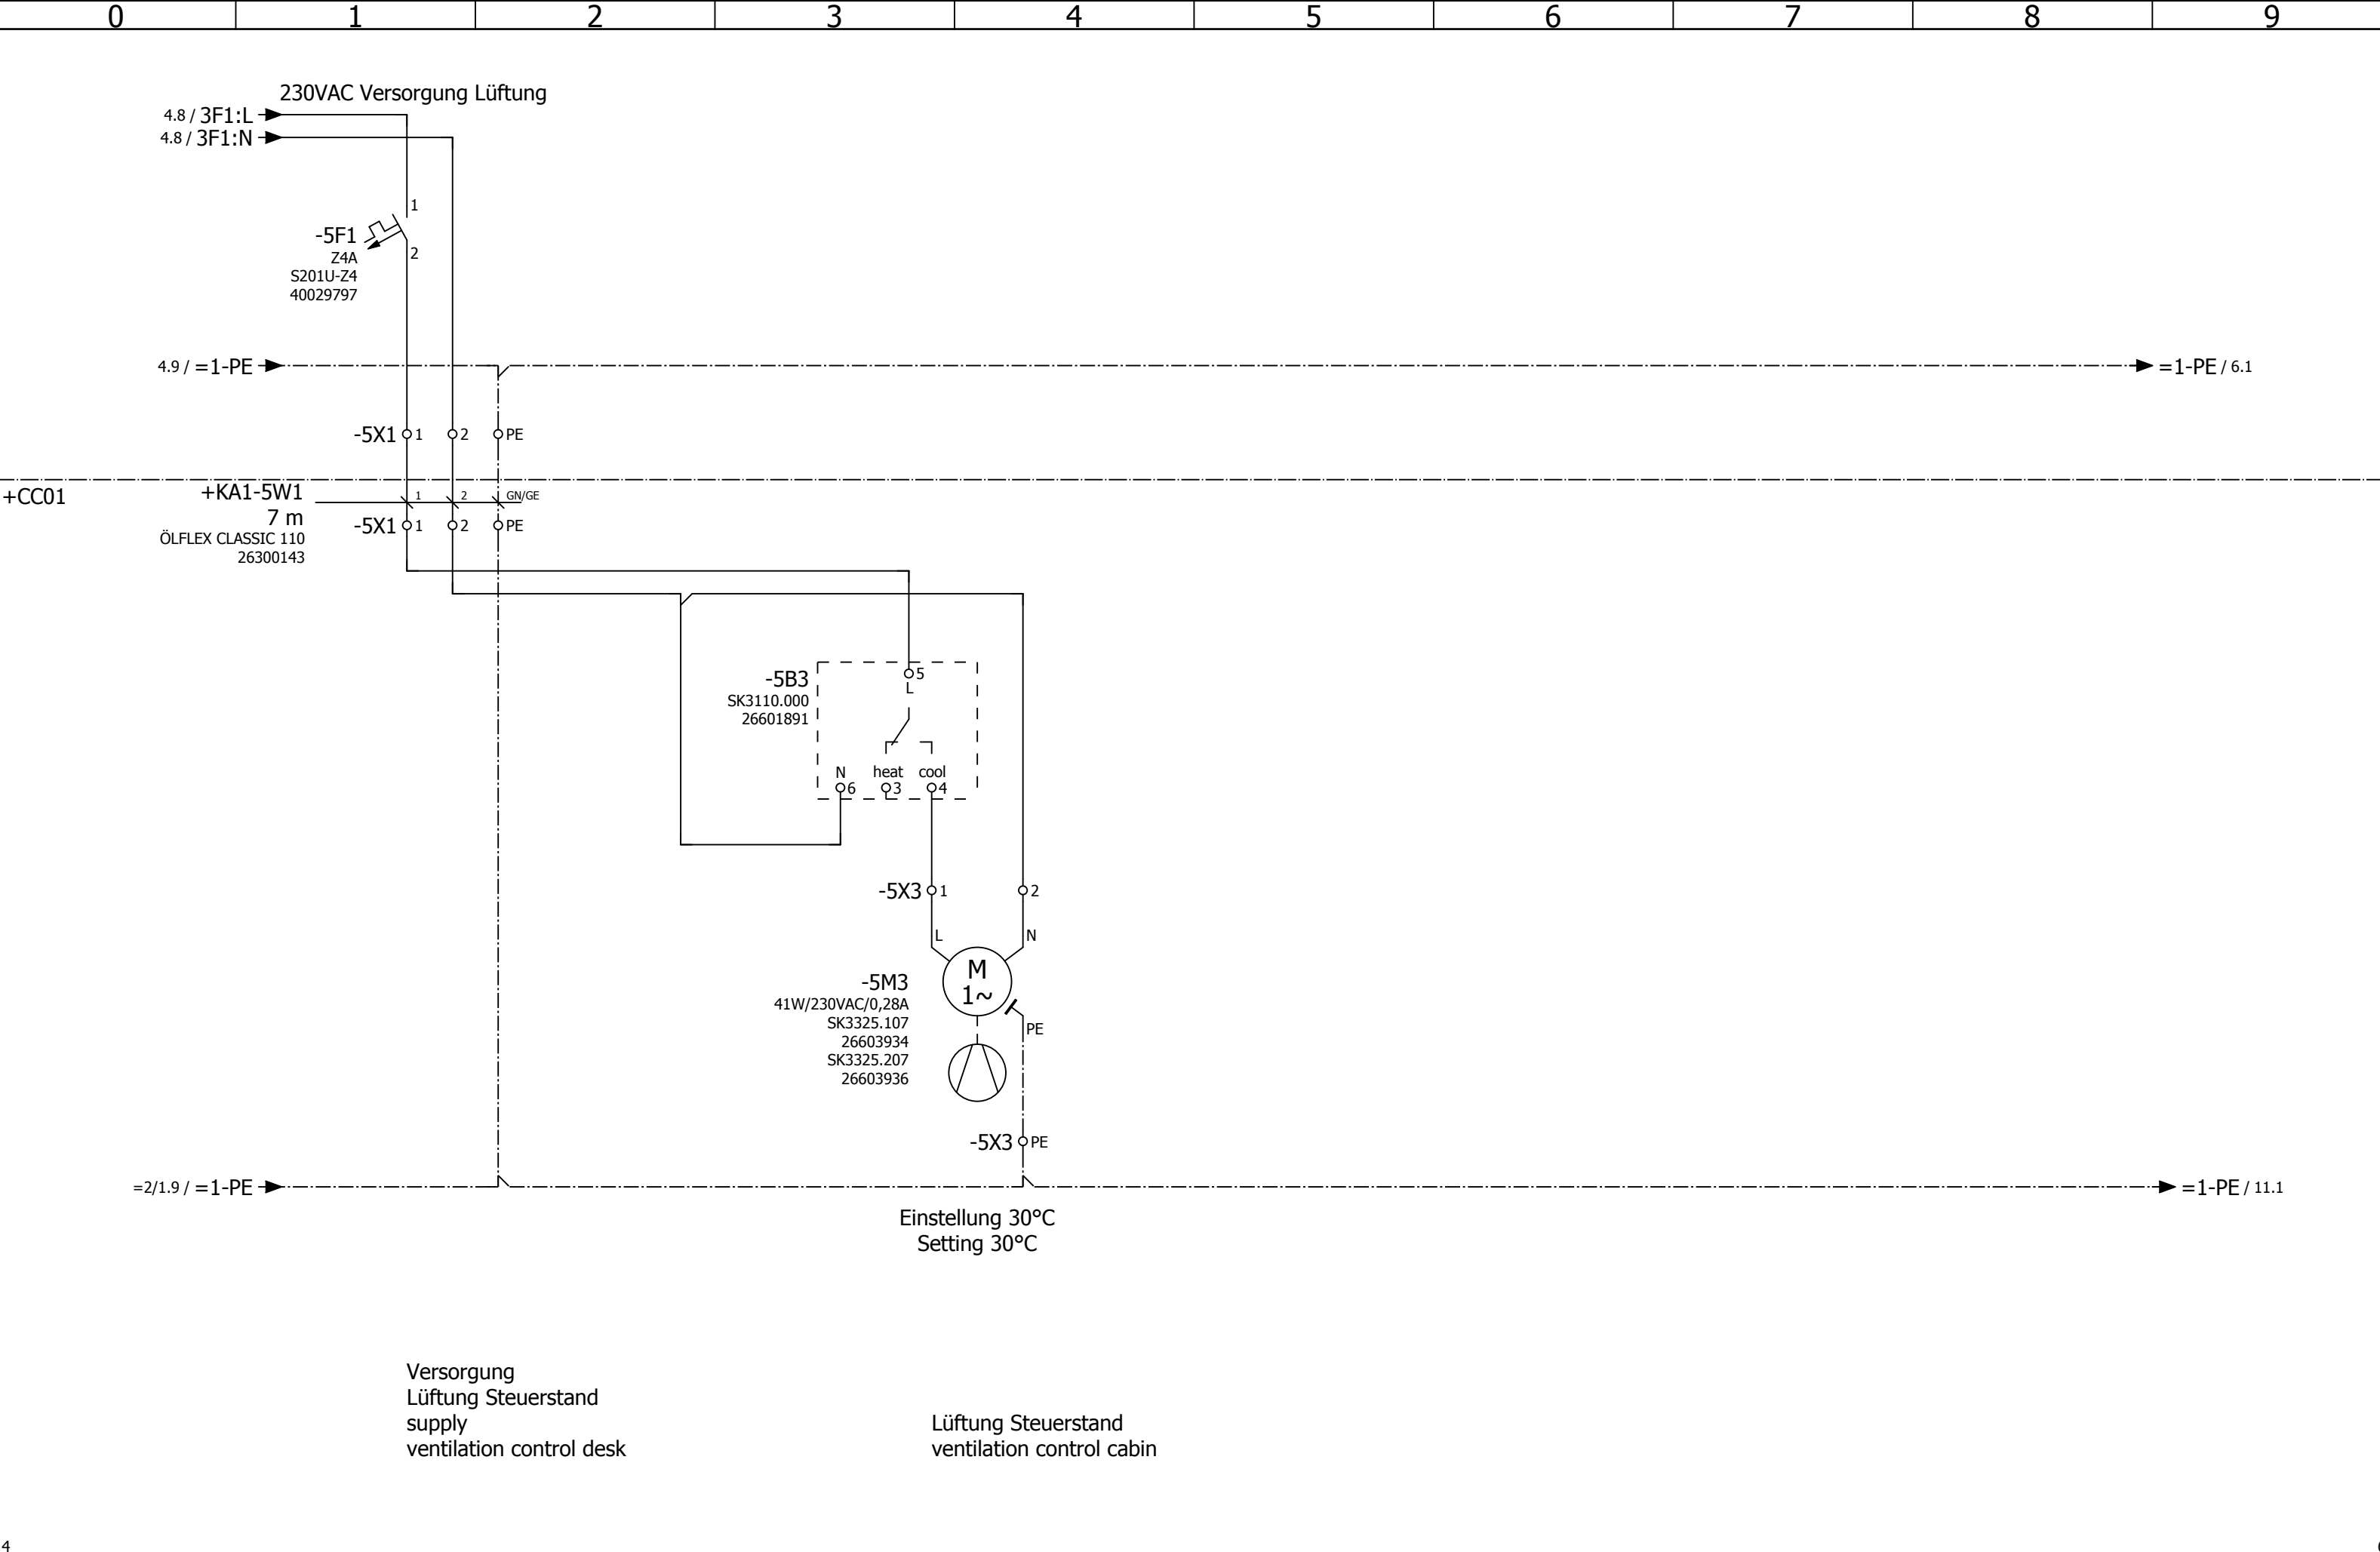 0 1 2 3 4 5 6 7 8 9
230VAC Versorgung Lüftung
4.8 / 3F1:L
4.8 / 3F1:N
1
-5F1
2
Z4A
S201U-Z4
40029797
4.9 / =1-PE
=1-PE / 6.1
-5X1 1 2 PE
+CC01
+KA1-5W1
1 2 GN/GE
7 m
-5X1 1 2 PE
ÖLFLEX CLASSIC 110
26300143
-5B3
5
L
SK3110.000
26601891
N heat cool
6 3 4
-5X3 1 2
L N
M
1~
-5M3
41W/230VAC/0,28A
SK3325.107
26603934
SK3325.207
26603936
PE
-5X3 PE
=2/1.9 / =1-PE
=1-PE / 11.1
Einstellung 30°C
Setting 30°C
Versorgung
Lüftung Steuerstand
supply
ventilation control desk
Lüftung Steuerstand
ventilation control cabin
4